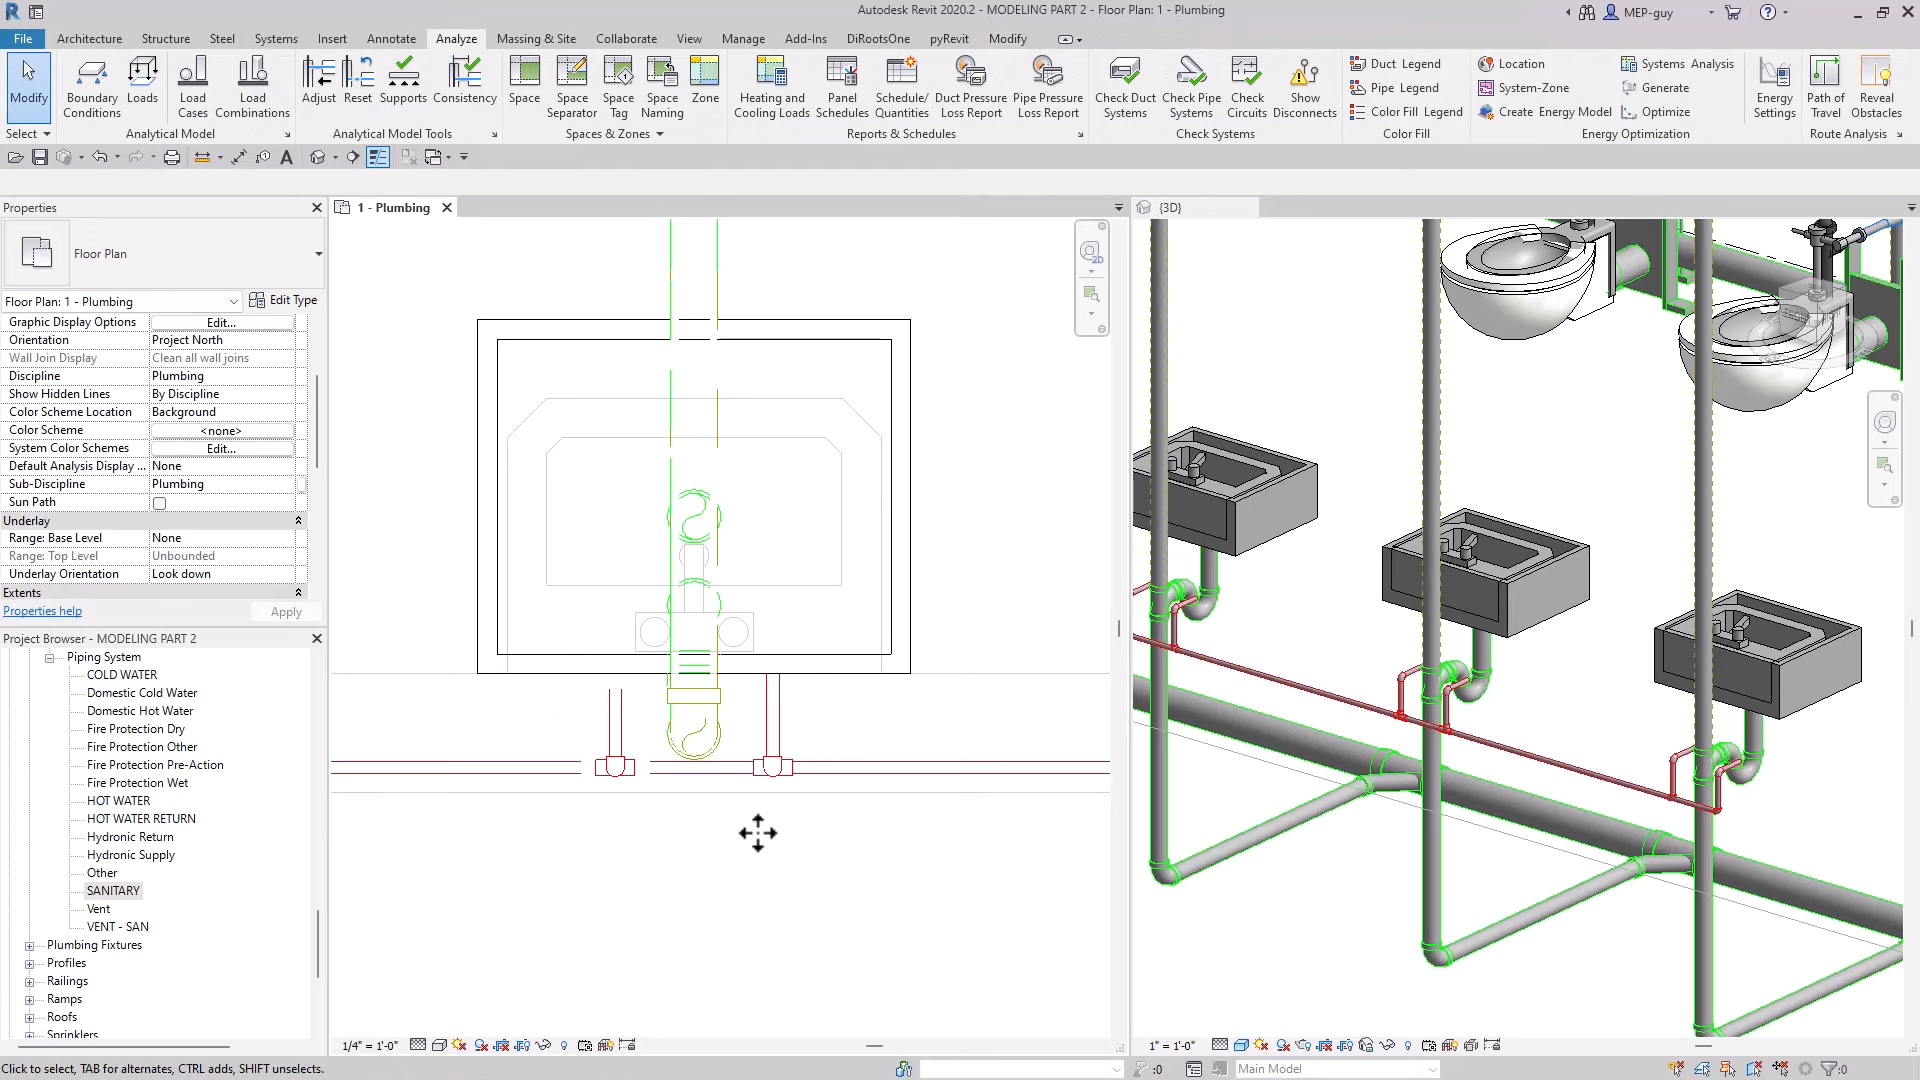 Autodesk Revit 2020.2 - MODELING PART 2 - Floor Plan: 1 - Plumbing
MEP-guy
File Architecture Structure Steel Systems Insert Annotate Analyze Massing & Site Collaborate View Manage Add-Ins DiRootsOne pyRevit Modify
Modify
Boundary Conditions
Loads
Load Cases
Load Combinations
Adjust
Reset
Supports
Consistency
Space
Space Separator
Space Tag
Space Naming
Zone
Heating and Cooling Loads
Panel Schedules
Schedule/ Quantities
Duct Pressure Loss Report
Pipe Pressure Loss Report
Check Duct Systems
Check Pipe Systems
Check Circuits
Show Disconnects
Duct Legend
Pipe Legend
Color Fill Legend
Location
System-Zone
Create Energy Model
Systems Analysis
Generate
Optimize
Energy Settings
Path of Travel
Reveal Obstacles
Select
Analytical Model
Analytical Model Tools
Spaces & Zones
Reports & Schedules
Check Systems
Color Fill
Energy Optimization
Route Analysis
Properties
Floor Plan
Floor Plan: 1 - Plumbing Edit Type
Graphic Display Options Edit...
Orientation Project North
Wall Join Display Clean all wall joins
Discipline Plumbing
Show Hidden Lines By Discipline
Color Scheme Location Background
Color Scheme <none>
System Color Schemes Edit...
Default Analysis Display ... None
Sub-Discipline Plumbing
Sun Path
Underlay
Range: Base Level None
Range: Top Level Unbounded
Underlay Orientation Look down
Extents
Properties help Apply
Project Browser - MODELING PART 2
Piping System
COLD WATER
Domestic Cold Water
Domestic Hot Water
Fire Protection Dry
Fire Protection Other
Fire Protection Pre-Action
Fire Protection Wet
HOT WATER
HOT WATER RETURN
Hydronic Return
Hydronic Supply
Other
SANITARY
Vent
VENT - SAN
Plumbing Fixtures
Profiles
Railings
Ramps
Roofs
Sprinklers
1 - Plumbing
2D
1/4" = 1'-0"
{3D}
1" = 1'-0"
Click to select, TAB for alternates, CTRL adds, SHIFT unselects.
:0
Main Model
:0